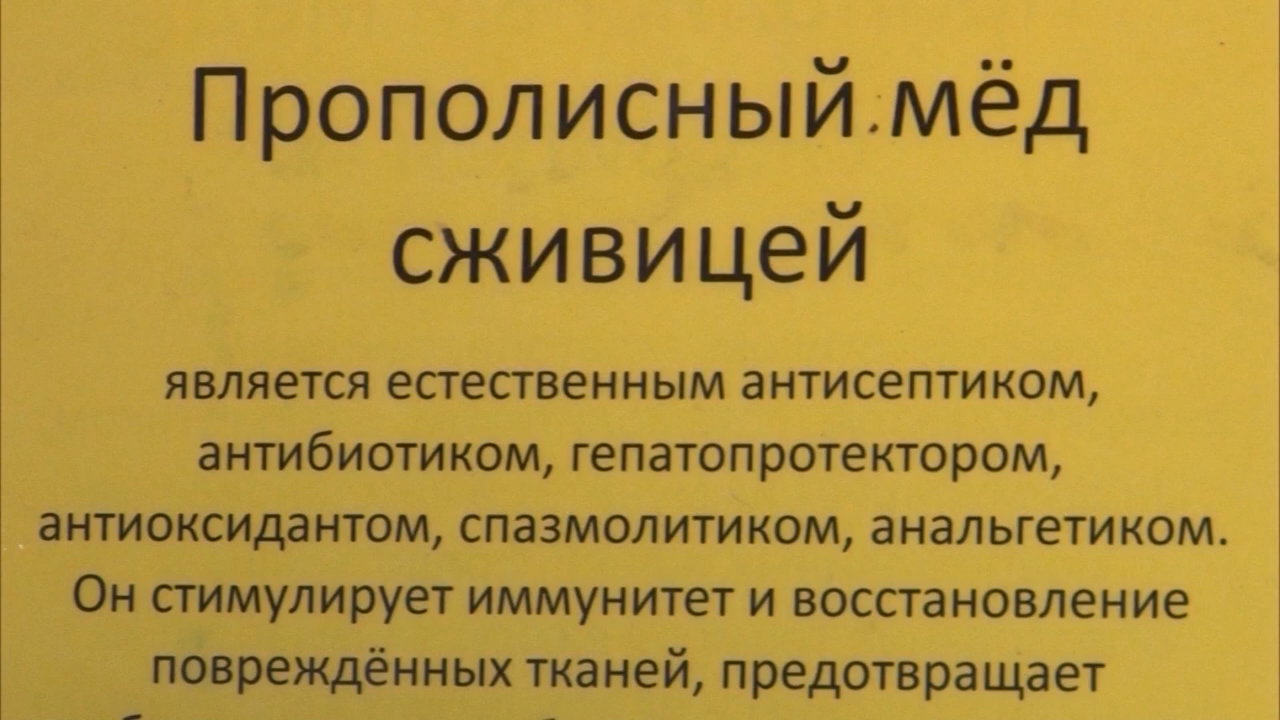 Прополисный мёд
сживицей
является естественным антисептиком,
антибиотиком, гепатопротектором,
антиоксидантом, спазмолитиком, анальгетиком.
Он стимулирует иммунитет и восстановление
повреждённых тканей, предотвращает